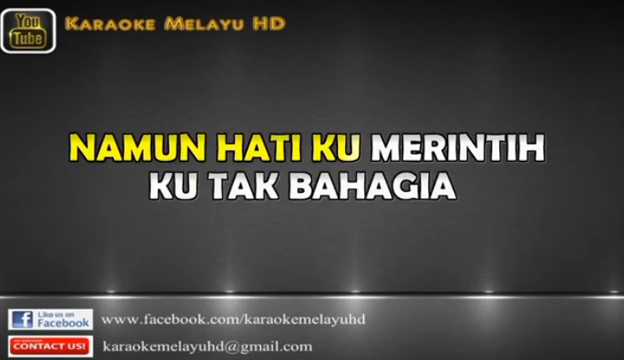 You Tube
KARAOKE MELAYU HD
NAMUN HATI KU MERINTIH
KU TAK BAHAGIA
Like us on Facebook
www.facebook.com/karaokemelayuhd
CONTACT US!
karaokemelayuhd@gmail.com